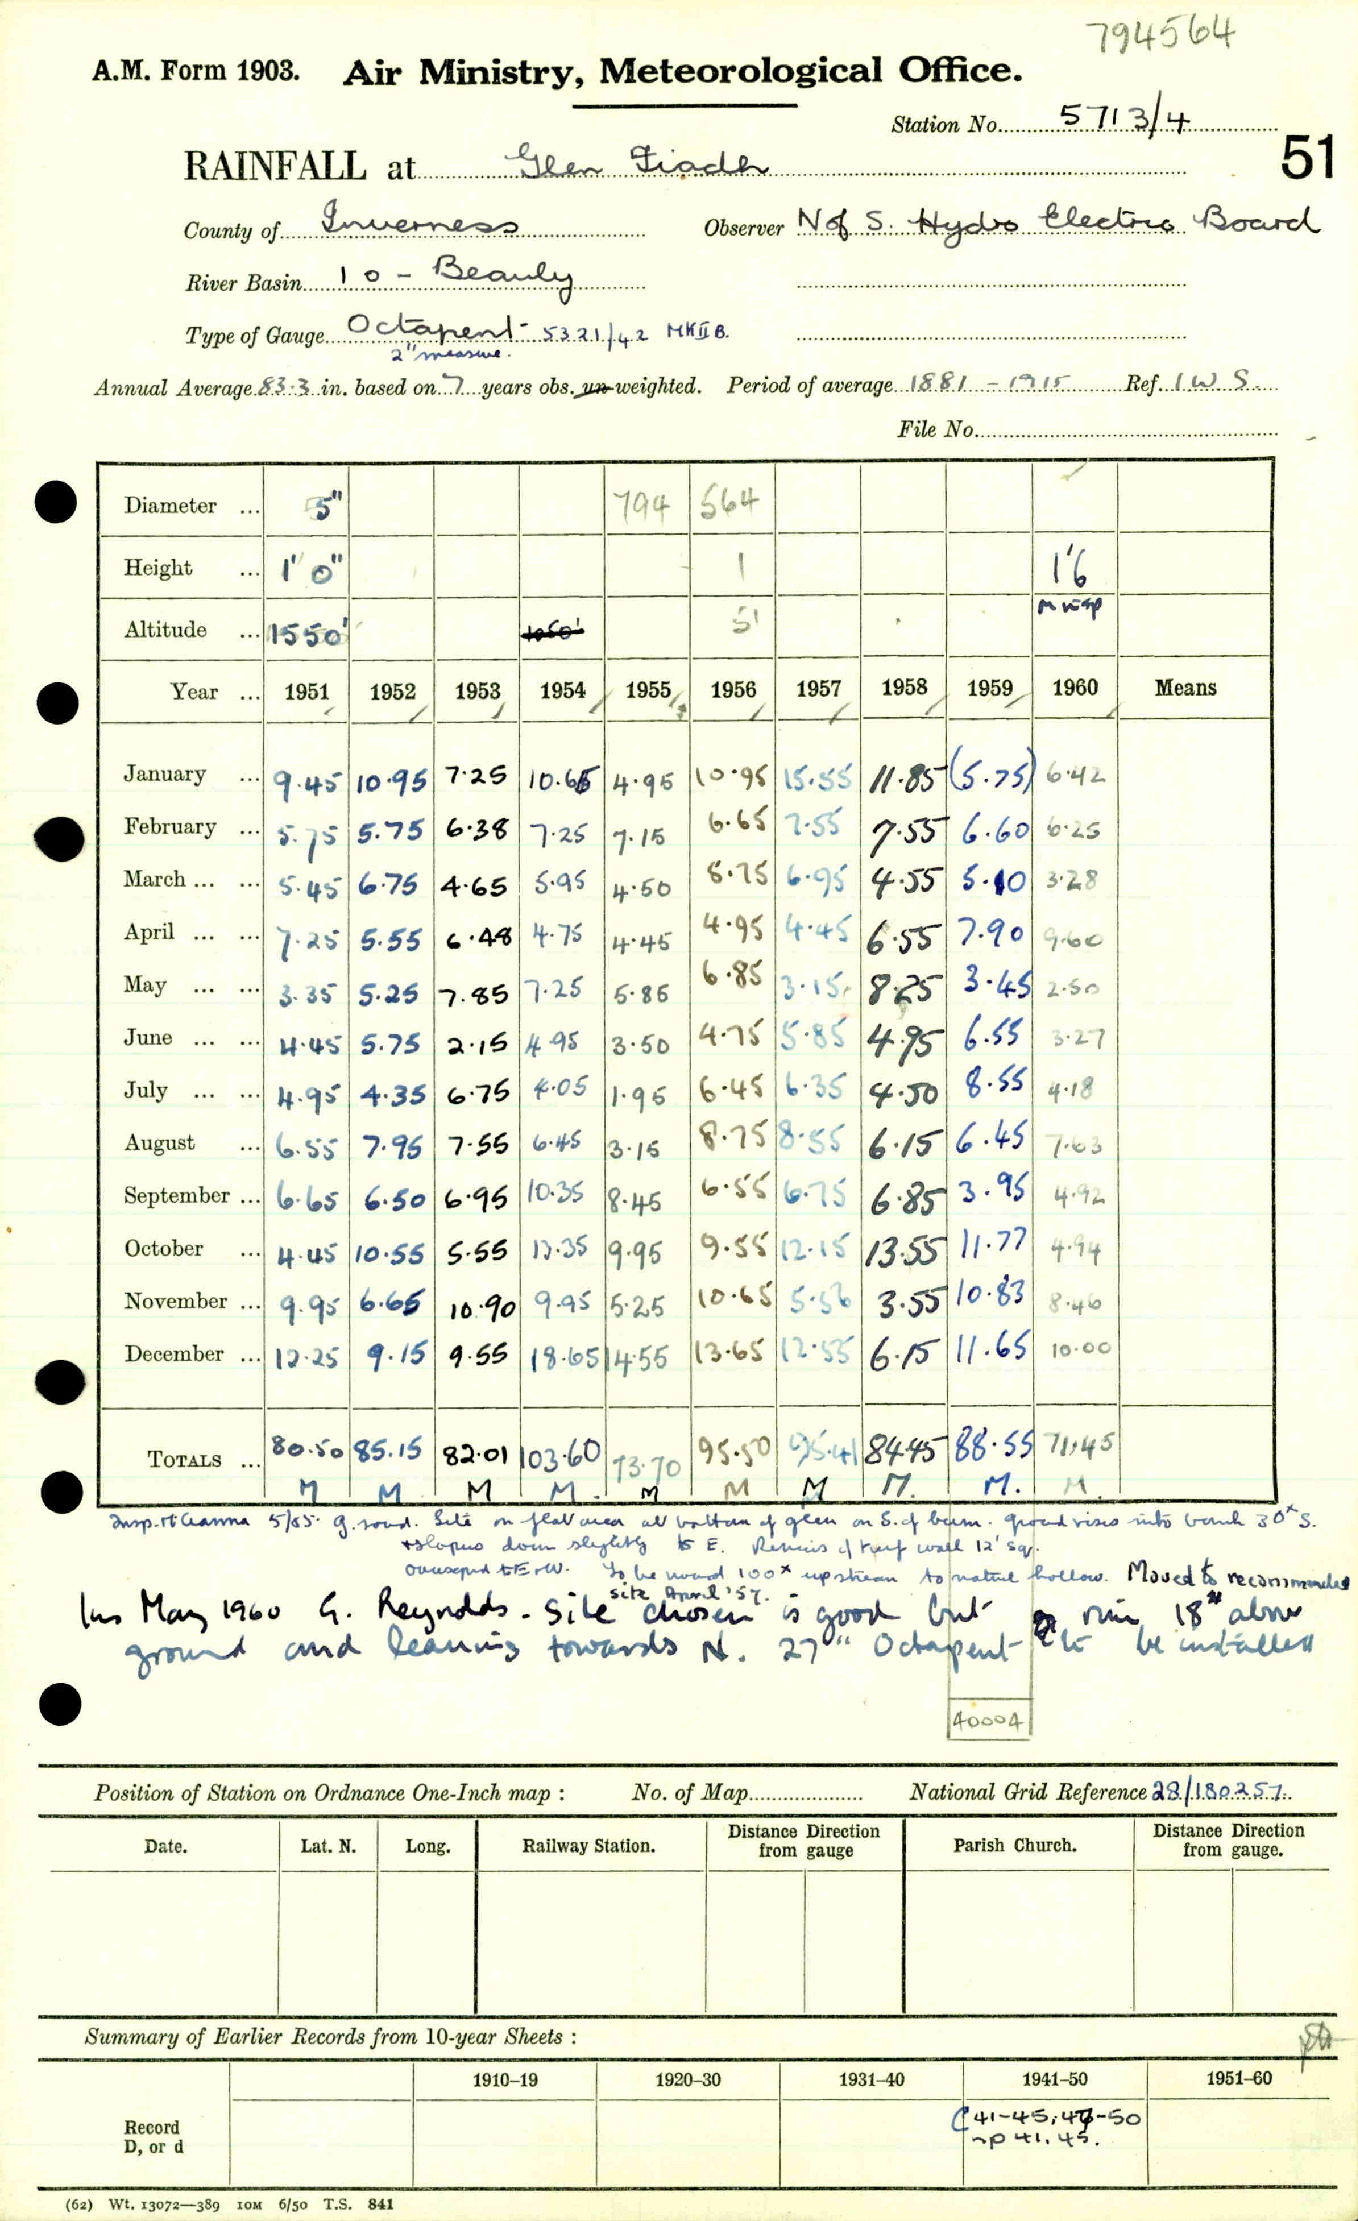 794564
A.M. Form 1903. Air Ministry, Meteorological Office.
Station No. 5713/4
51
RAINFALL at Glen Fiadh
County of Inverness Observer N of S. Hydro Electric Board
River Basin 10 - Beauly
Type of Gauge Octapent 5321/42 MK II B.
2" measure.
Annual Average 83.3 in. based on 7 years obs. un-weighted. Period of average 1881 - 1915 Ref. I W S.
File No.
Diameter ... 5" 794 564
Height ... 1' 0" 1 1'6
Altitude ... 1550' 1050' 51 M insp
Year ... 1951 1952 1953 1954 1955 1956 1957 1958 1959 1960 Means
January ... 9.45 10.95 7.25 10.65 4.95 10.95 15.55 11.85 (5.75) 6.42
February ... 5.75 5.75 6.38 7.25 7.15 6.65 7.55 7.55 6.60 6.25
March ... ... 5.45 6.75 4.65 5.95 4.50 5.75 6.95 4.55 5.10 3.28
April ... ... 7.25 5.55 6.48 4.75 4.45 4.95 4.45 6.55 7.90 9.60
May ... ... 3.35 5.25 7.85 7.25 5.85 6.85 3.15 8.25 3.45 2.50
June ... ... 4.45 5.75 2.15 4.95 3.50 4.75 5.85 4.95 6.55 3.27
July ... ... 4.95 4.35 6.75 4.05 1.95 6.45 6.35 4.50 8.55 4.18
August ... 6.55 7.95 7.55 6.45 3.15 8.75 8.55 6.15 6.45 7.63
September ... 6.65 6.50 6.95 10.35 8.45 6.55 6.75 6.85 3.95 4.92
October ... 4.45 10.55 5.55 13.35 9.95 9.55 12.15 13.55 11.77 4.94
November ... 9.95 6.65 10.90 9.95 5.25 10.65 5.56 3.55 10.83 8.46
December ... 12.25 9.15 9.55 18.65 14.55 13.65 12.55 6.15 11.65 10.00
TOTALS ... 80.50 85.15 82.01 103.60 73.70 95.50 95.41 84.45 88.55 71.45
M M M M. M M M M. M. M.
5/55. g. round. Site on flat area at bottom of glen on S. of burn. ground rises into bank 30x S.
+ slopes down slightly to E. Remains of turf wall 12' sq.
to E + W. To be moved 100x upstream to natural hollow. Moved to recommended
site April '57.
Ins May 1960 G. Reynolds. Site chosen is good but rim 18" above
ground and leaning towards N. 27" Octapent to be installed
40004
Position of Station on Ordnance One-Inch map : No. of Map National Grid Reference 28/180257
Date. Lat. N. Long. Railway Station. Distance Direction from gauge Parish Church. Distance Direction from gauge.
Summary of Earlier Records from 10-year Sheets :
1910–19 1920–30 1931–40 1941–50 1951–60
Record
D, or d
C 41-45, 47-50
np 41, 45.
(62) Wt. 13072—389 10M 6/50 T.S. 841